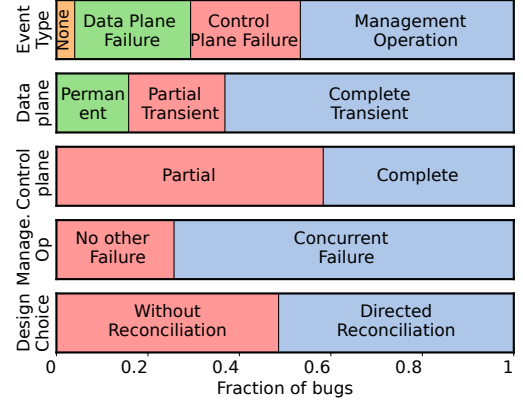 Event
Type
None
Data Plane
Failure
Control
Plane Failure
Management
Operation
Data
plane
Perman
ent
Partial
Transient
Complete
Transient
Control
plane
Partial
Complete
Manage.
Op
No other
Failure
Concurrent
Failure
Design
Choice
Without
Reconciliation
Directed
Reconciliation
0 0.2 0.4 0.6 0.8 1
Fraction of bugs